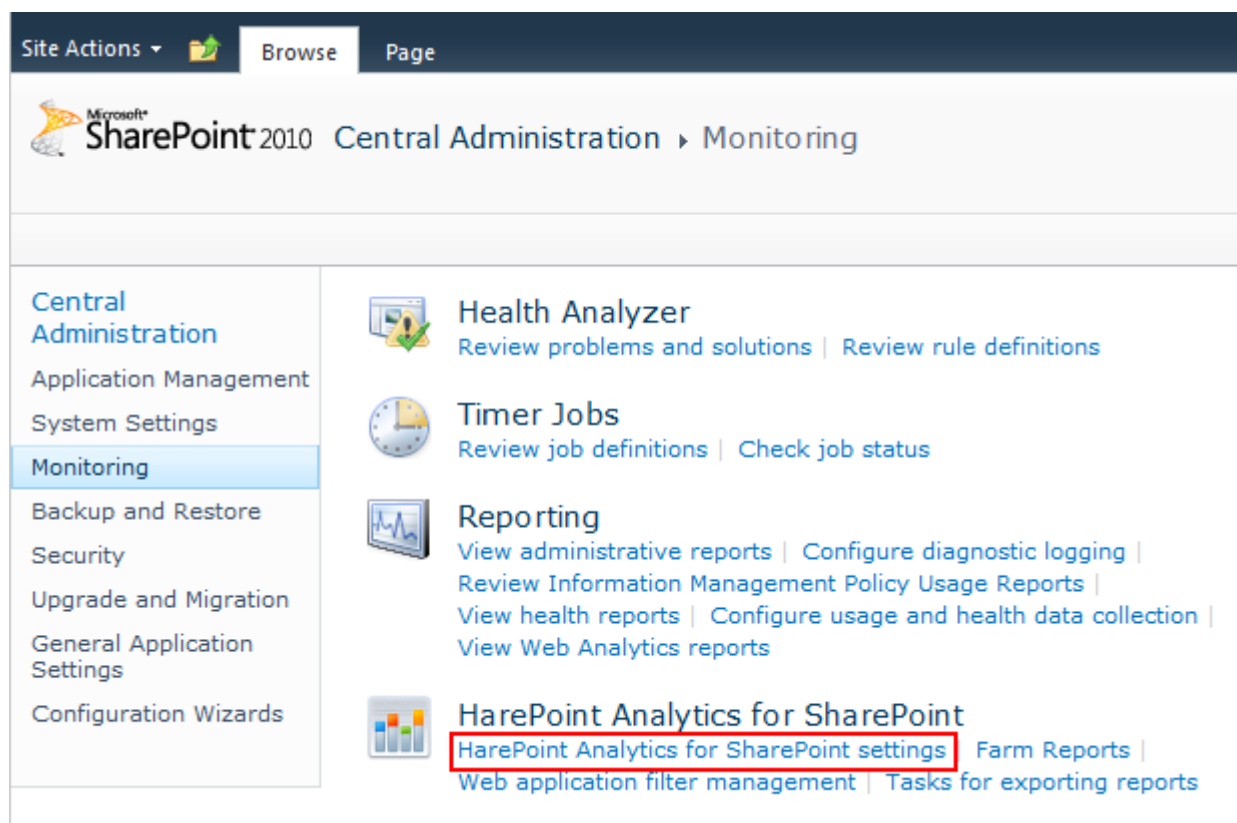 Site Actions Browse Page
Microsoft®
SharePoint 2010 Central Administration ▸ Monitoring
Central
Administration
Application Management
System Settings
Monitoring
Backup and Restore
Security
Upgrade and Migration
General Application
Settings
Configuration Wizards
Health Analyzer
Review problems and solutions | Review rule definitions
Timer Jobs
Review job definitions | Check job status
Reporting
View administrative reports | Configure diagnostic logging |
Review Information Management Policy Usage Reports |
View health reports | Configure usage and health data collection |
View Web Analytics reports
HarePoint Analytics for SharePoint
HarePoint Analytics for SharePoint settings | Farm Reports |
Web application filter management | Tasks for exporting reports